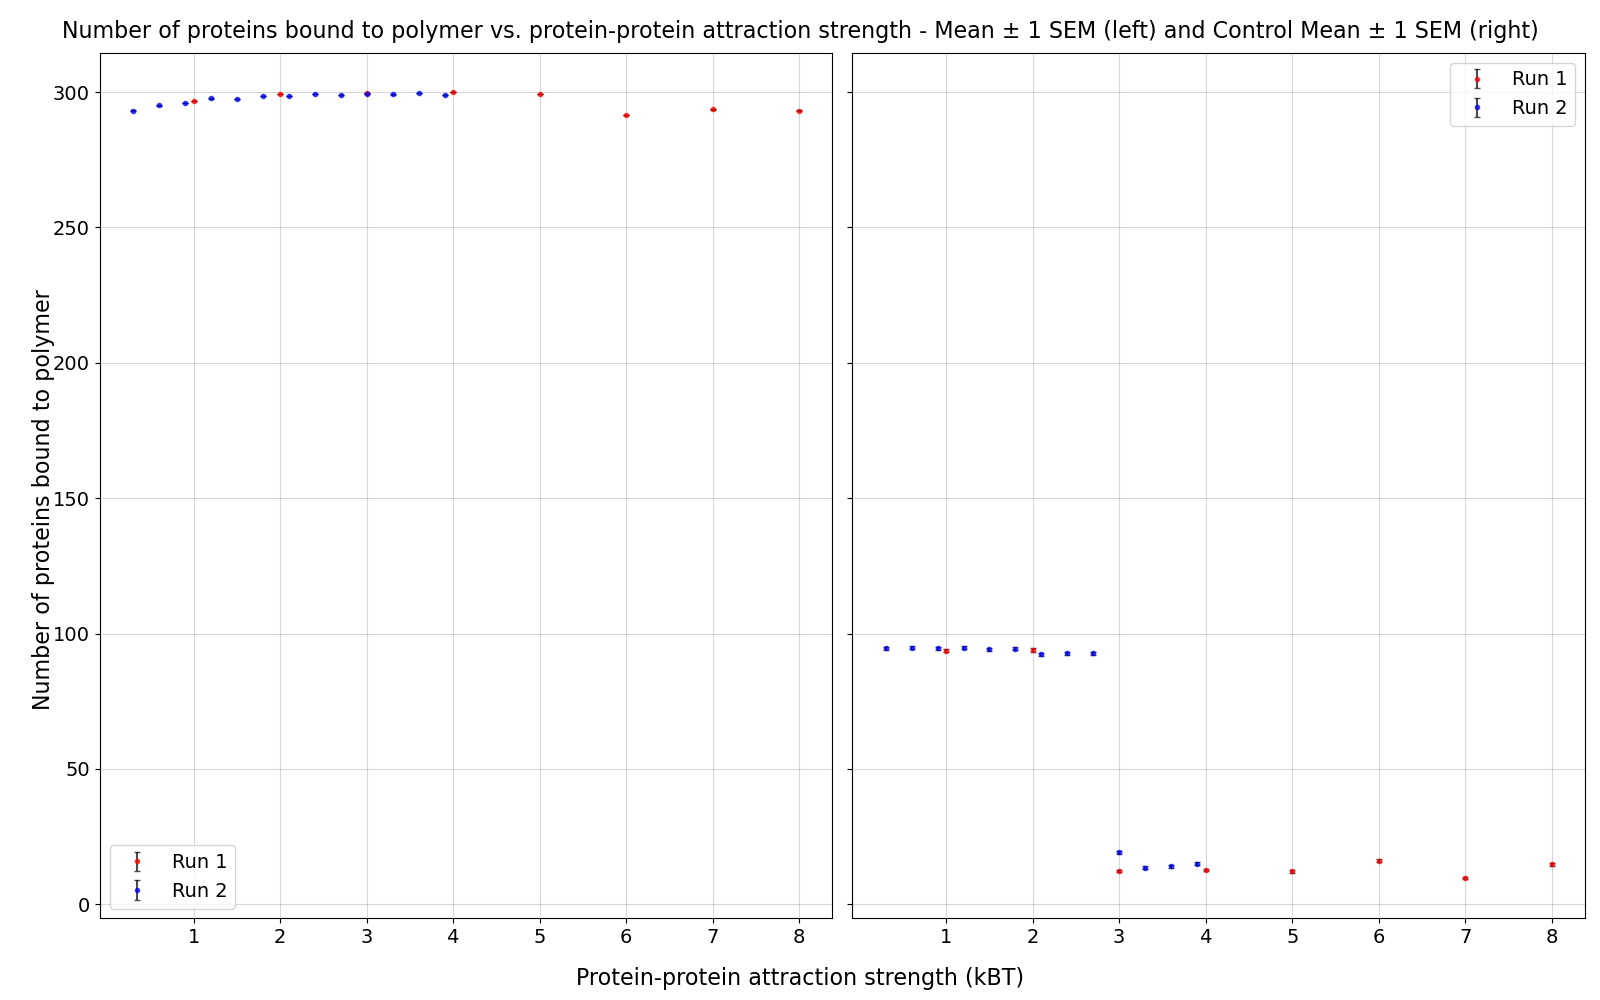 Number of proteins bound to polymer vs. protein-protein attraction strength - Mean ± 1 SEM (left) and Control Mean ± 1 SEM (right)
Number of proteins bound to polymer
300
250
200
150
100
50
0
Run 1
Run 2
1 2 3 4 5 6 7 8
Run 1
Run 2
1 2 3 4 5 6 7 8
Protein-protein attraction strength (kBT)